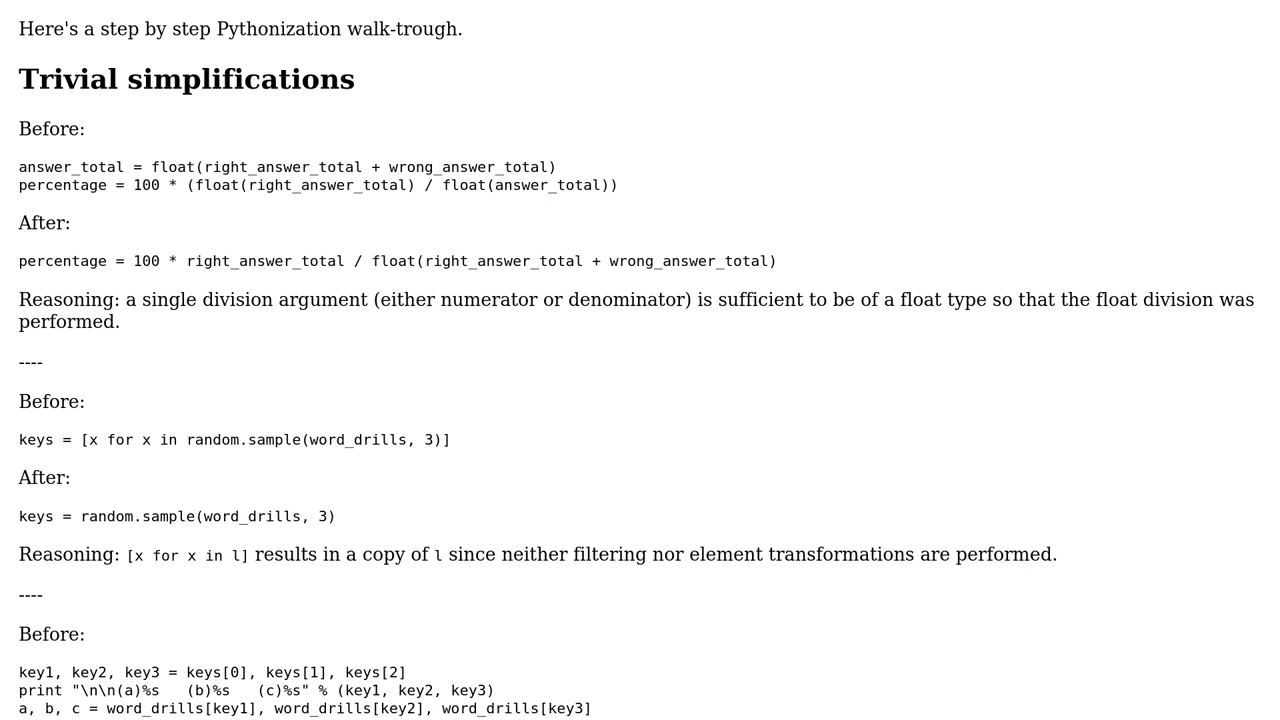 Here's a step by step Pythonization walk-trough.
Trivial simplifications
Before:
answer_total = float(right_answer_total + wrong_answer_total)
percentage = 100 * (float(right_answer_total) / float(answer_total))
After:
percentage = 100 * right_answer_total / float(right_answer_total + wrong_answer_total)
Reasoning: a single division argument (either numerator or denominator) is sufficient to be of a float type so that the float division was
performed.
----
Before:
keys = [x for x in random.sample(word_drills, 3)]
After:
keys = random.sample(word_drills, 3)
Reasoning: [x for x in l] results in a copy of l since neither filtering nor element transformations are performed.
----
Before:
key1, key2, key3 = keys[0], keys[1], keys[2]
print "\n\n(a)%s   (b)%s   (c)%s" % (key1, key2, key3)
a, b, c = word_drills[key1], word_drills[key2], word_drills[key3]